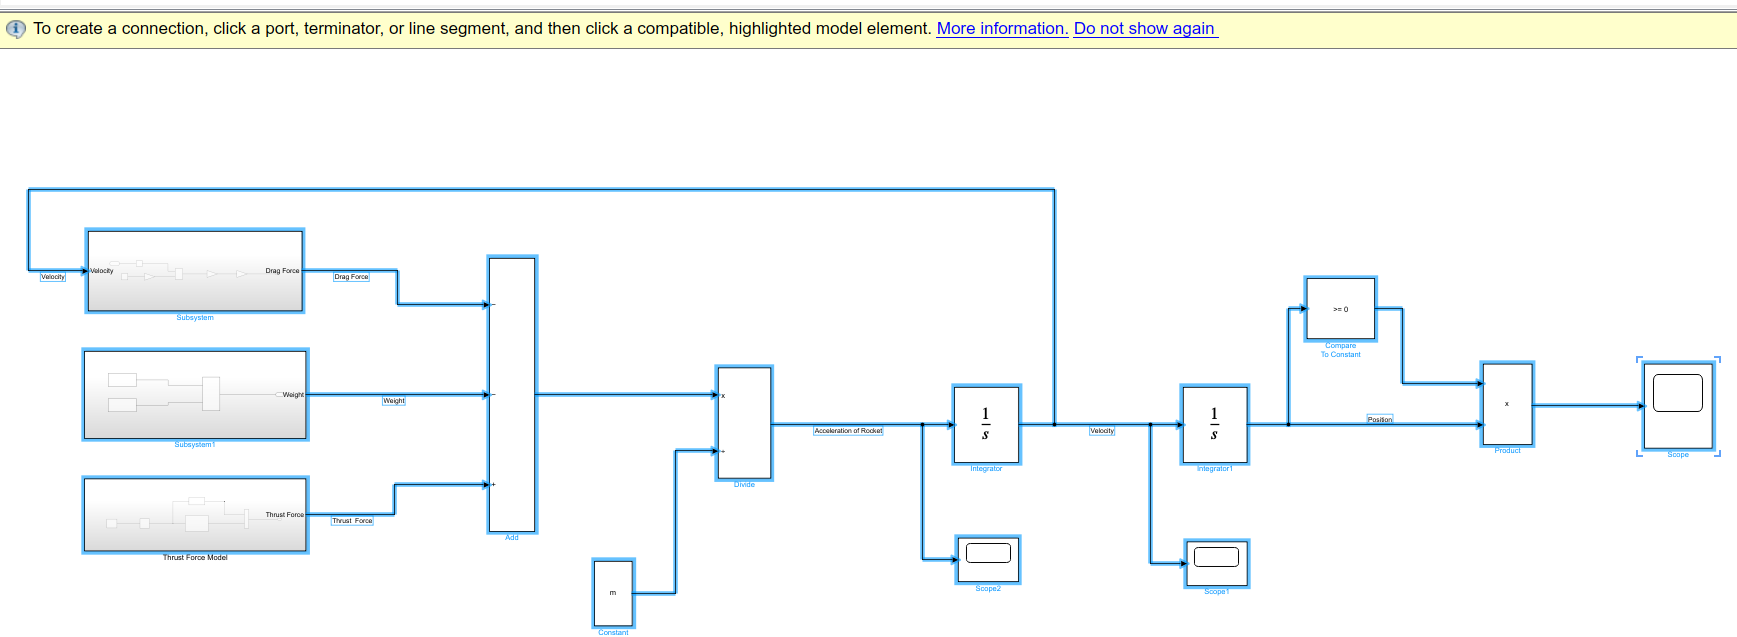 To create a connection, click a port, terminator, or line segment, and then click a compatible, highlighted model element. More information. Do not show again
Velocity
Velocity
Drag Force
Drag Force
Subsystem
Weight
Weight
Subsystem1
Thrust Force
Thrust Force
Thrust Force Model
−
−
+
Add
m
Constant
x
÷
Divide
Acceleration of Rocket
1
s
Integrator
Scope2
Velocity
1
s
Integrator1
Scope1
>= 0
Compare
To Constant
Position
x
Product
Scope